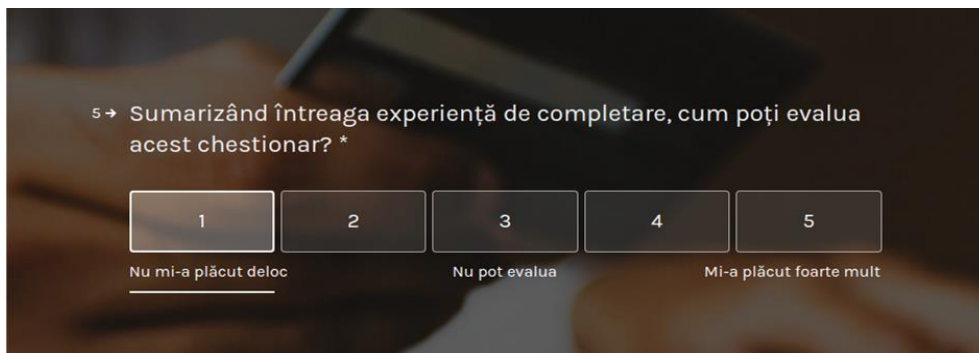 5→ Sumarizând întreaga experiență de completare, cum poți evalua
acest chestionar? *
1 2 3 4 5
Nu mi-a plăcut deloc Nu pot evalua Mi-a plăcut foarte mult